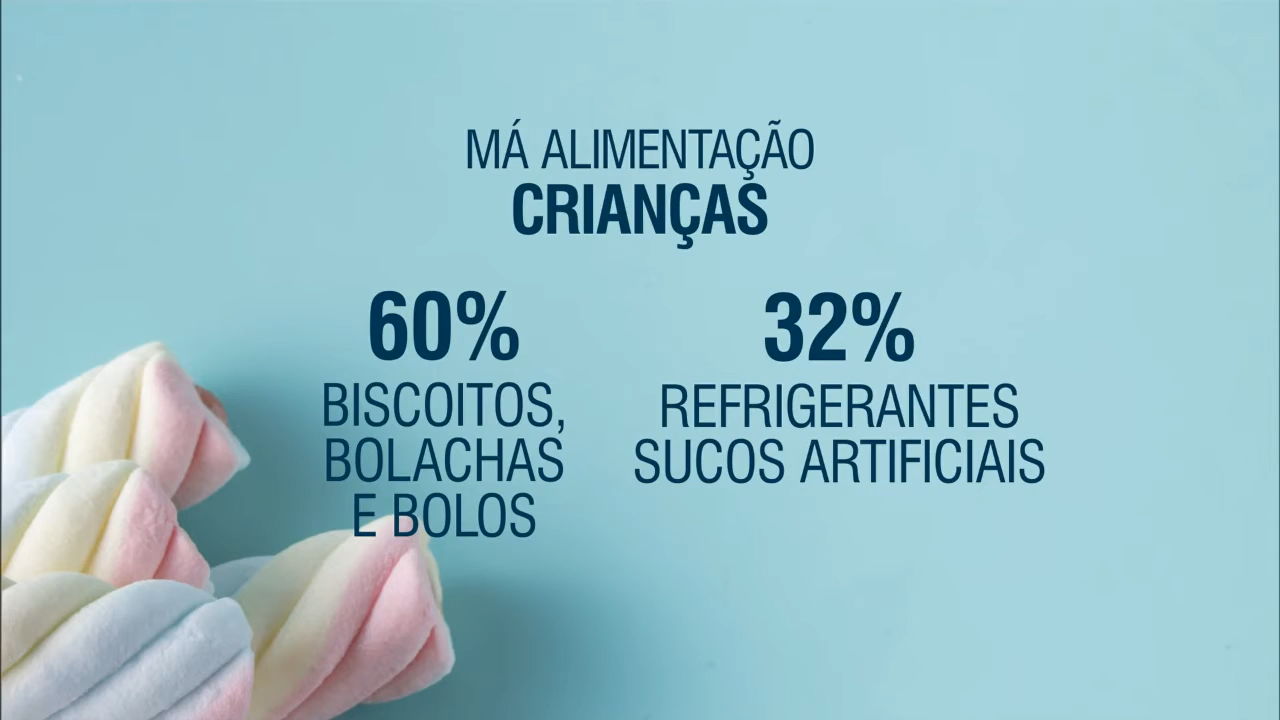 MÁ ALIMENTAÇÃO
CRIANÇAS
60%
BISCOITOS,
BOLACHAS
E BOLOS
32%
REFRIGERANTES
SUCOS ARTIFICIAIS